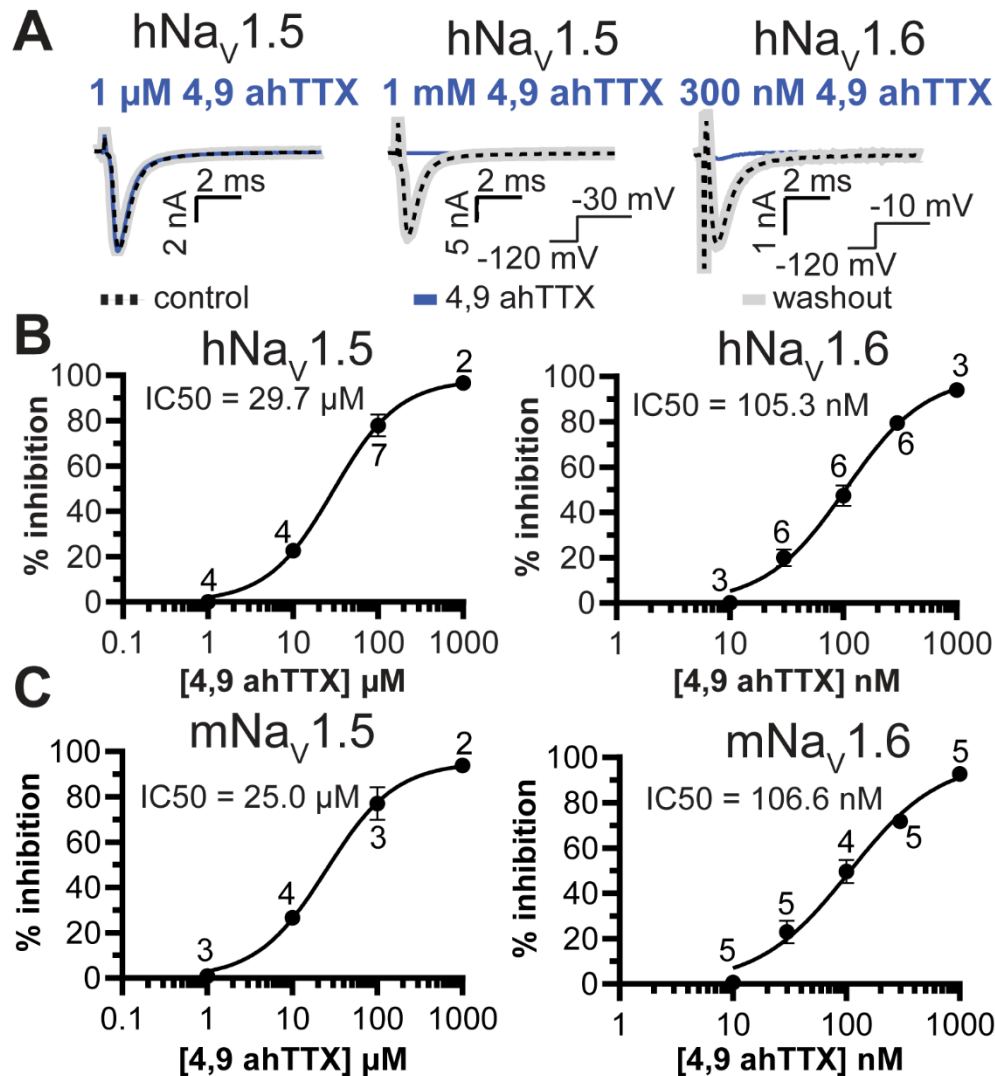 A
hNaV1.5 hNaV1.5 hNaV1.6
1 µM 4,9 ahTTX 1 mM 4,9 ahTTX 300 nM 4,9 ahTTX
2 ms 2 ms 2 ms
2 nA 5 nA 1 nA
-30 mV -10 mV
-120 mV -120 mV
control 4,9 ahTTX washout
B
hNaV1.5
IC50 = 29.7 µM
% inhibition
100
80
60
40
20
0
4
4
7
2
0.1 1 10 100 1000
[4,9 ahTTX] µM
hNaV1.6
IC50 = 105.3 nM
% inhibition
100
80
60
40
20
0
3
6
6
6
3
1 10 100 1000
[4,9 ahTTX] nM
C
mNaV1.5
IC50 = 25.0 µM
% inhibition
100
80
60
40
20
0
3
4
3
2
0.1 1 10 100 1000
[4,9 ahTTX] µM
mNaV1.6
IC50 = 106.6 nM
% inhibition
100
80
60
40
20
0
5
5
4
5
5
1 10 100 1000
[4,9 ahTTX] nM